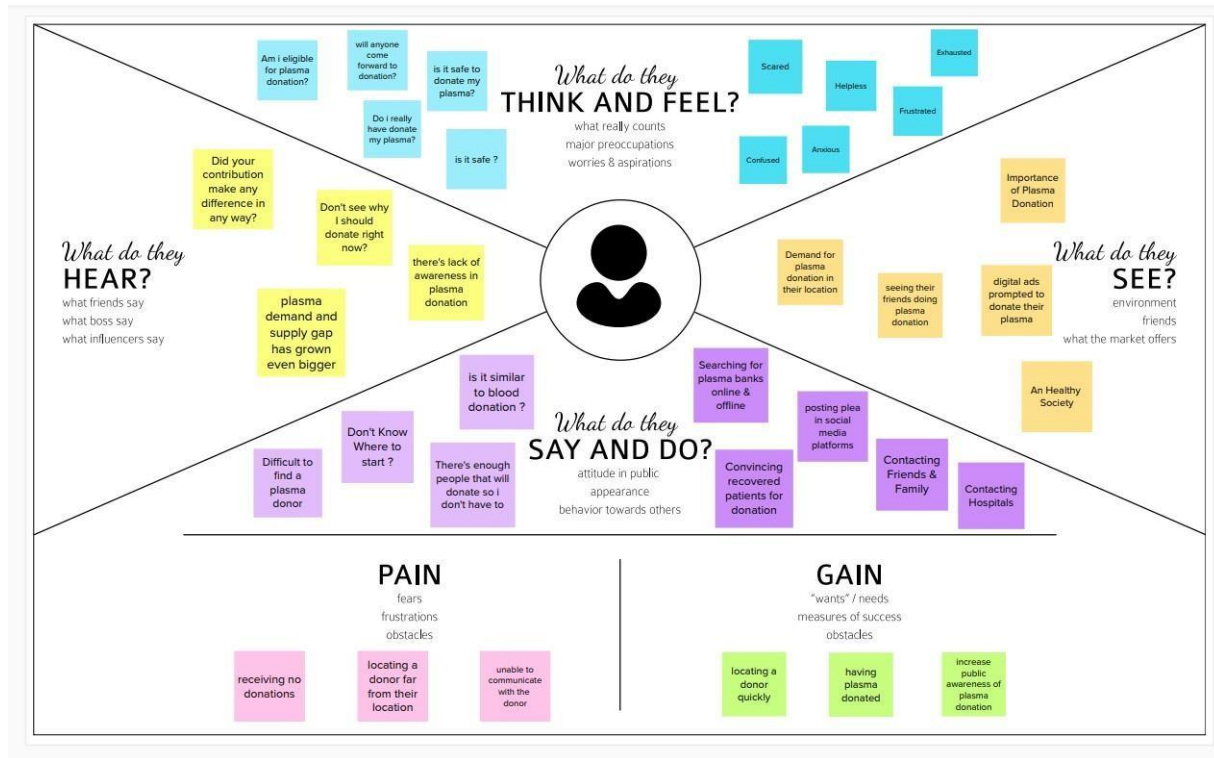 Am i eligible
for plasma
donation?
will anyone
come
forward to
donation?
is it safe to
donate my
plasma?
Do i really
have donate
my plasma?
is it safe ?
What do they
THINK AND FEEL?
what really counts
major preoccupations
worries & aspirations
Scared
Helpless
Exhausted
Frustrated
Anxious
Confused
Did your
contribution
make any
difference in
any way?
Don't see why
I should
donate right
now?
there's lack of
awareness in
plasma
donation
plasma
demand and
supply gap
has grown
even bigger
What do they
HEAR?
what friends say
what boss say
what influencers say
Importance
of Plasma
Donation
Demand for
plasma
donation in
their location
seeing their
friends doing
plasma
donation
digital ads
prompted to
donate their
plasma
An Healthy
Society
What do they
SEE?
environment
friends
what the market offers
is it similar
to blood
donation ?
Don't Know
Where to
start ?
Difficult to
find a
plasma
donor
There's enough
people that will
donate so i
don't have to
What do they
SAY AND DO?
attitude in public
appearance
behavior towards others
Searching for
plasma banks
online &
offline
posting plea
in social
media
platforms
Convincing
recovered
patients for
donation
Contacting
Friends &
Family
Contacting
Hospitals
PAIN
fears
frustrations
obstacles
receiving no
donations
locating a
donor far
from their
location
unable to
communicate
with the
donor
GAIN
"wants" / needs
measures of success
obstacles
locating a
donor
quickly
having
plasma
donated
increase
public
awareness of
plasma
donation